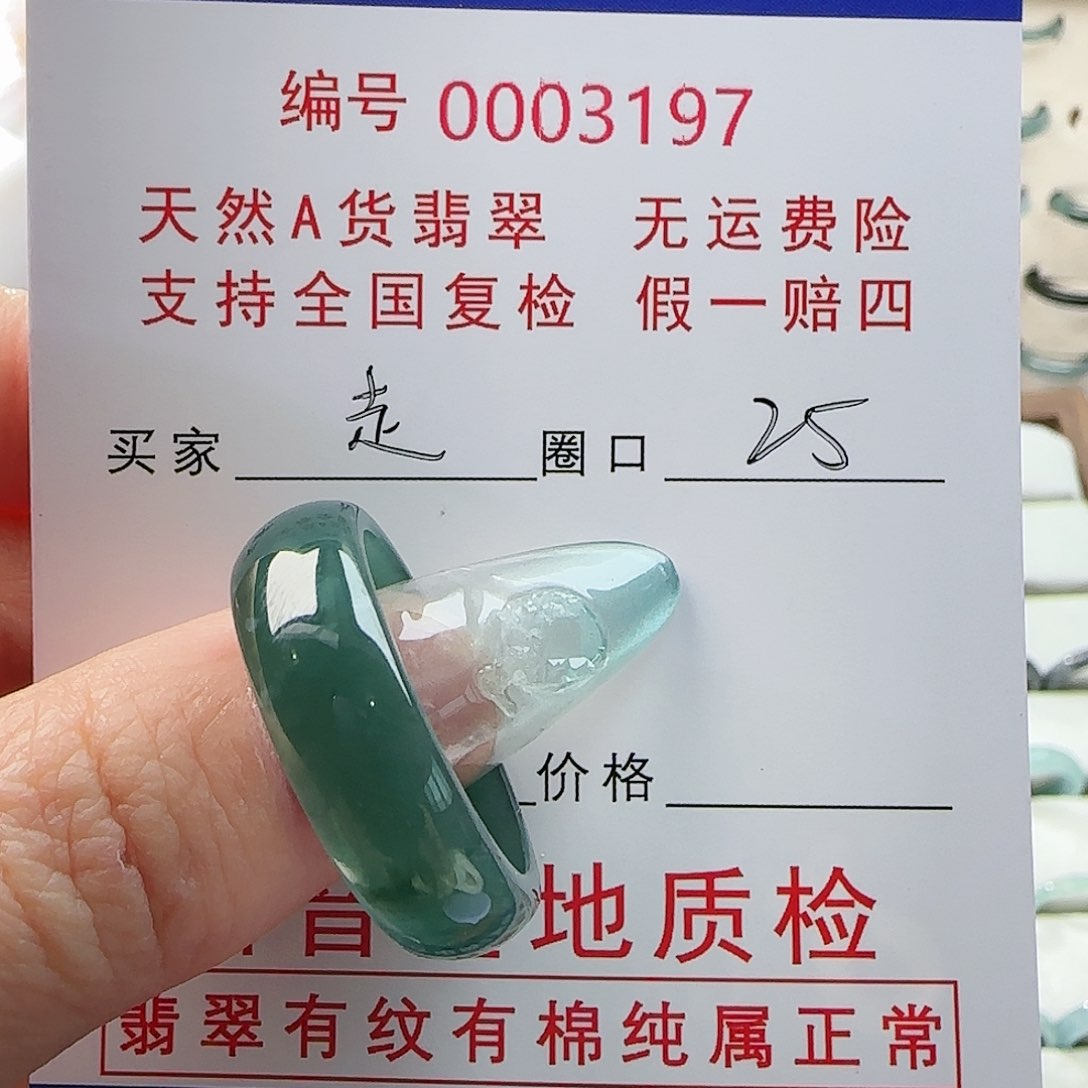 编号 0003197
天然A货翡翠 无运费险
支持全国复检 假一赔四
买家 走 圈口 25
价格
台 地质检
翡翠有纹有棉纯属正常